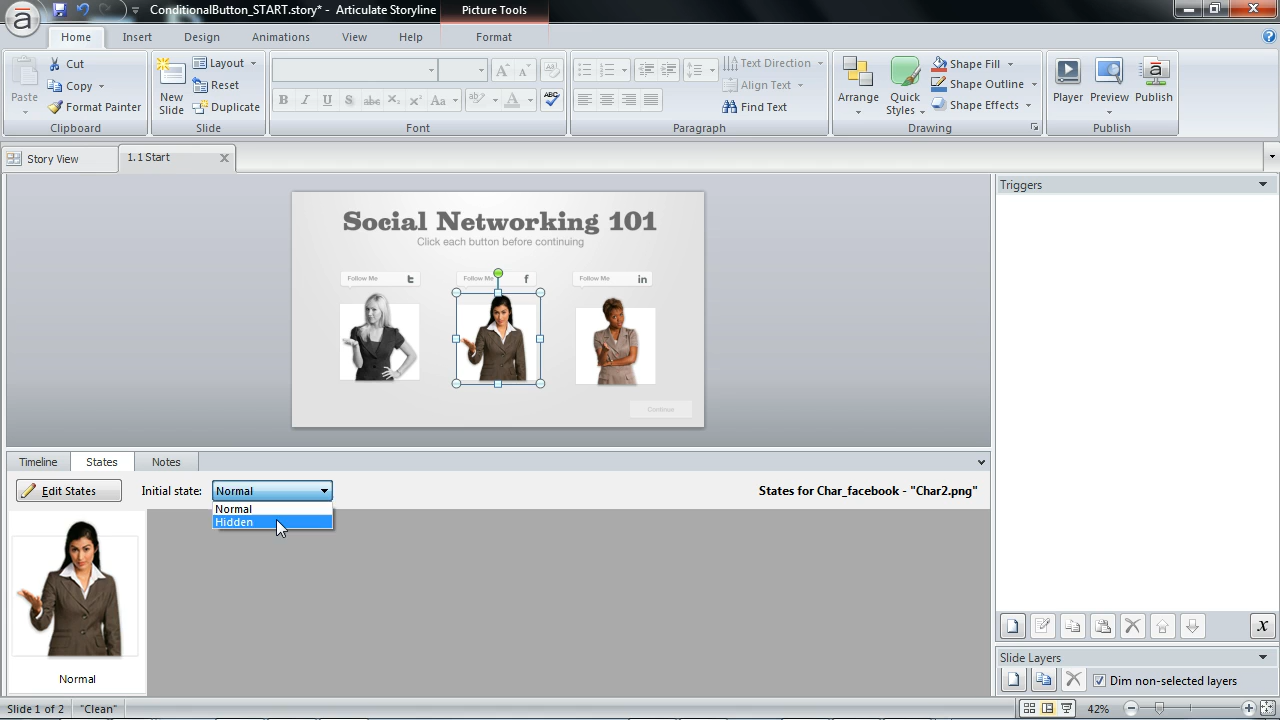 ConditionalButton_START.story* - Articulate Storyline
Picture Tools
Home
Insert
Design
Animations
View
Help
Format
Paste
Cut
Copy
Format Painter
Clipboard
New Slide
Layout
Reset
Duplicate
Slide
Font
Text Direction
Align Text
Find Text
Paragraph
Arrange
Quick Styles
Shape Fill
Shape Outline
Shape Effects
Drawing
Player
Preview
Publish
Publish
Story View
1.1 Start
Triggers
Social Networking 101
Click each button before continuing
Follow Me
Follow Me
f
Follow Me
in
Continue
Timeline
States
Notes
Edit States
Initial state:
Normal
States for Char_facebook - "Char2.png"
Normal
Hidden
Normal
Slide Layers
Dim non-selected layers
Slide 1 of 2
"Clean"
42%